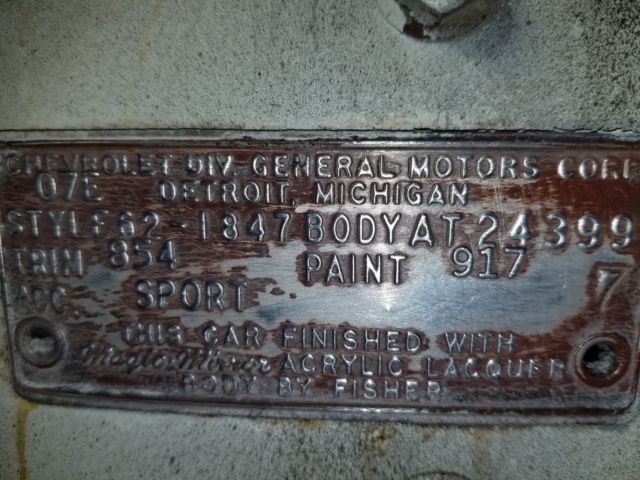 CHEVROLET DIV. GENERAL MOTORS CORP.
07E DETROIT, MICHIGAN
STYLE 62-1847 BODY AT 24399
TRIM 854 PAINT 917 7
ACC. SPORT
THIS CAR FINISHED WITH
Magic-Mirror ACRYLIC LACQUER
BODY BY FISHER